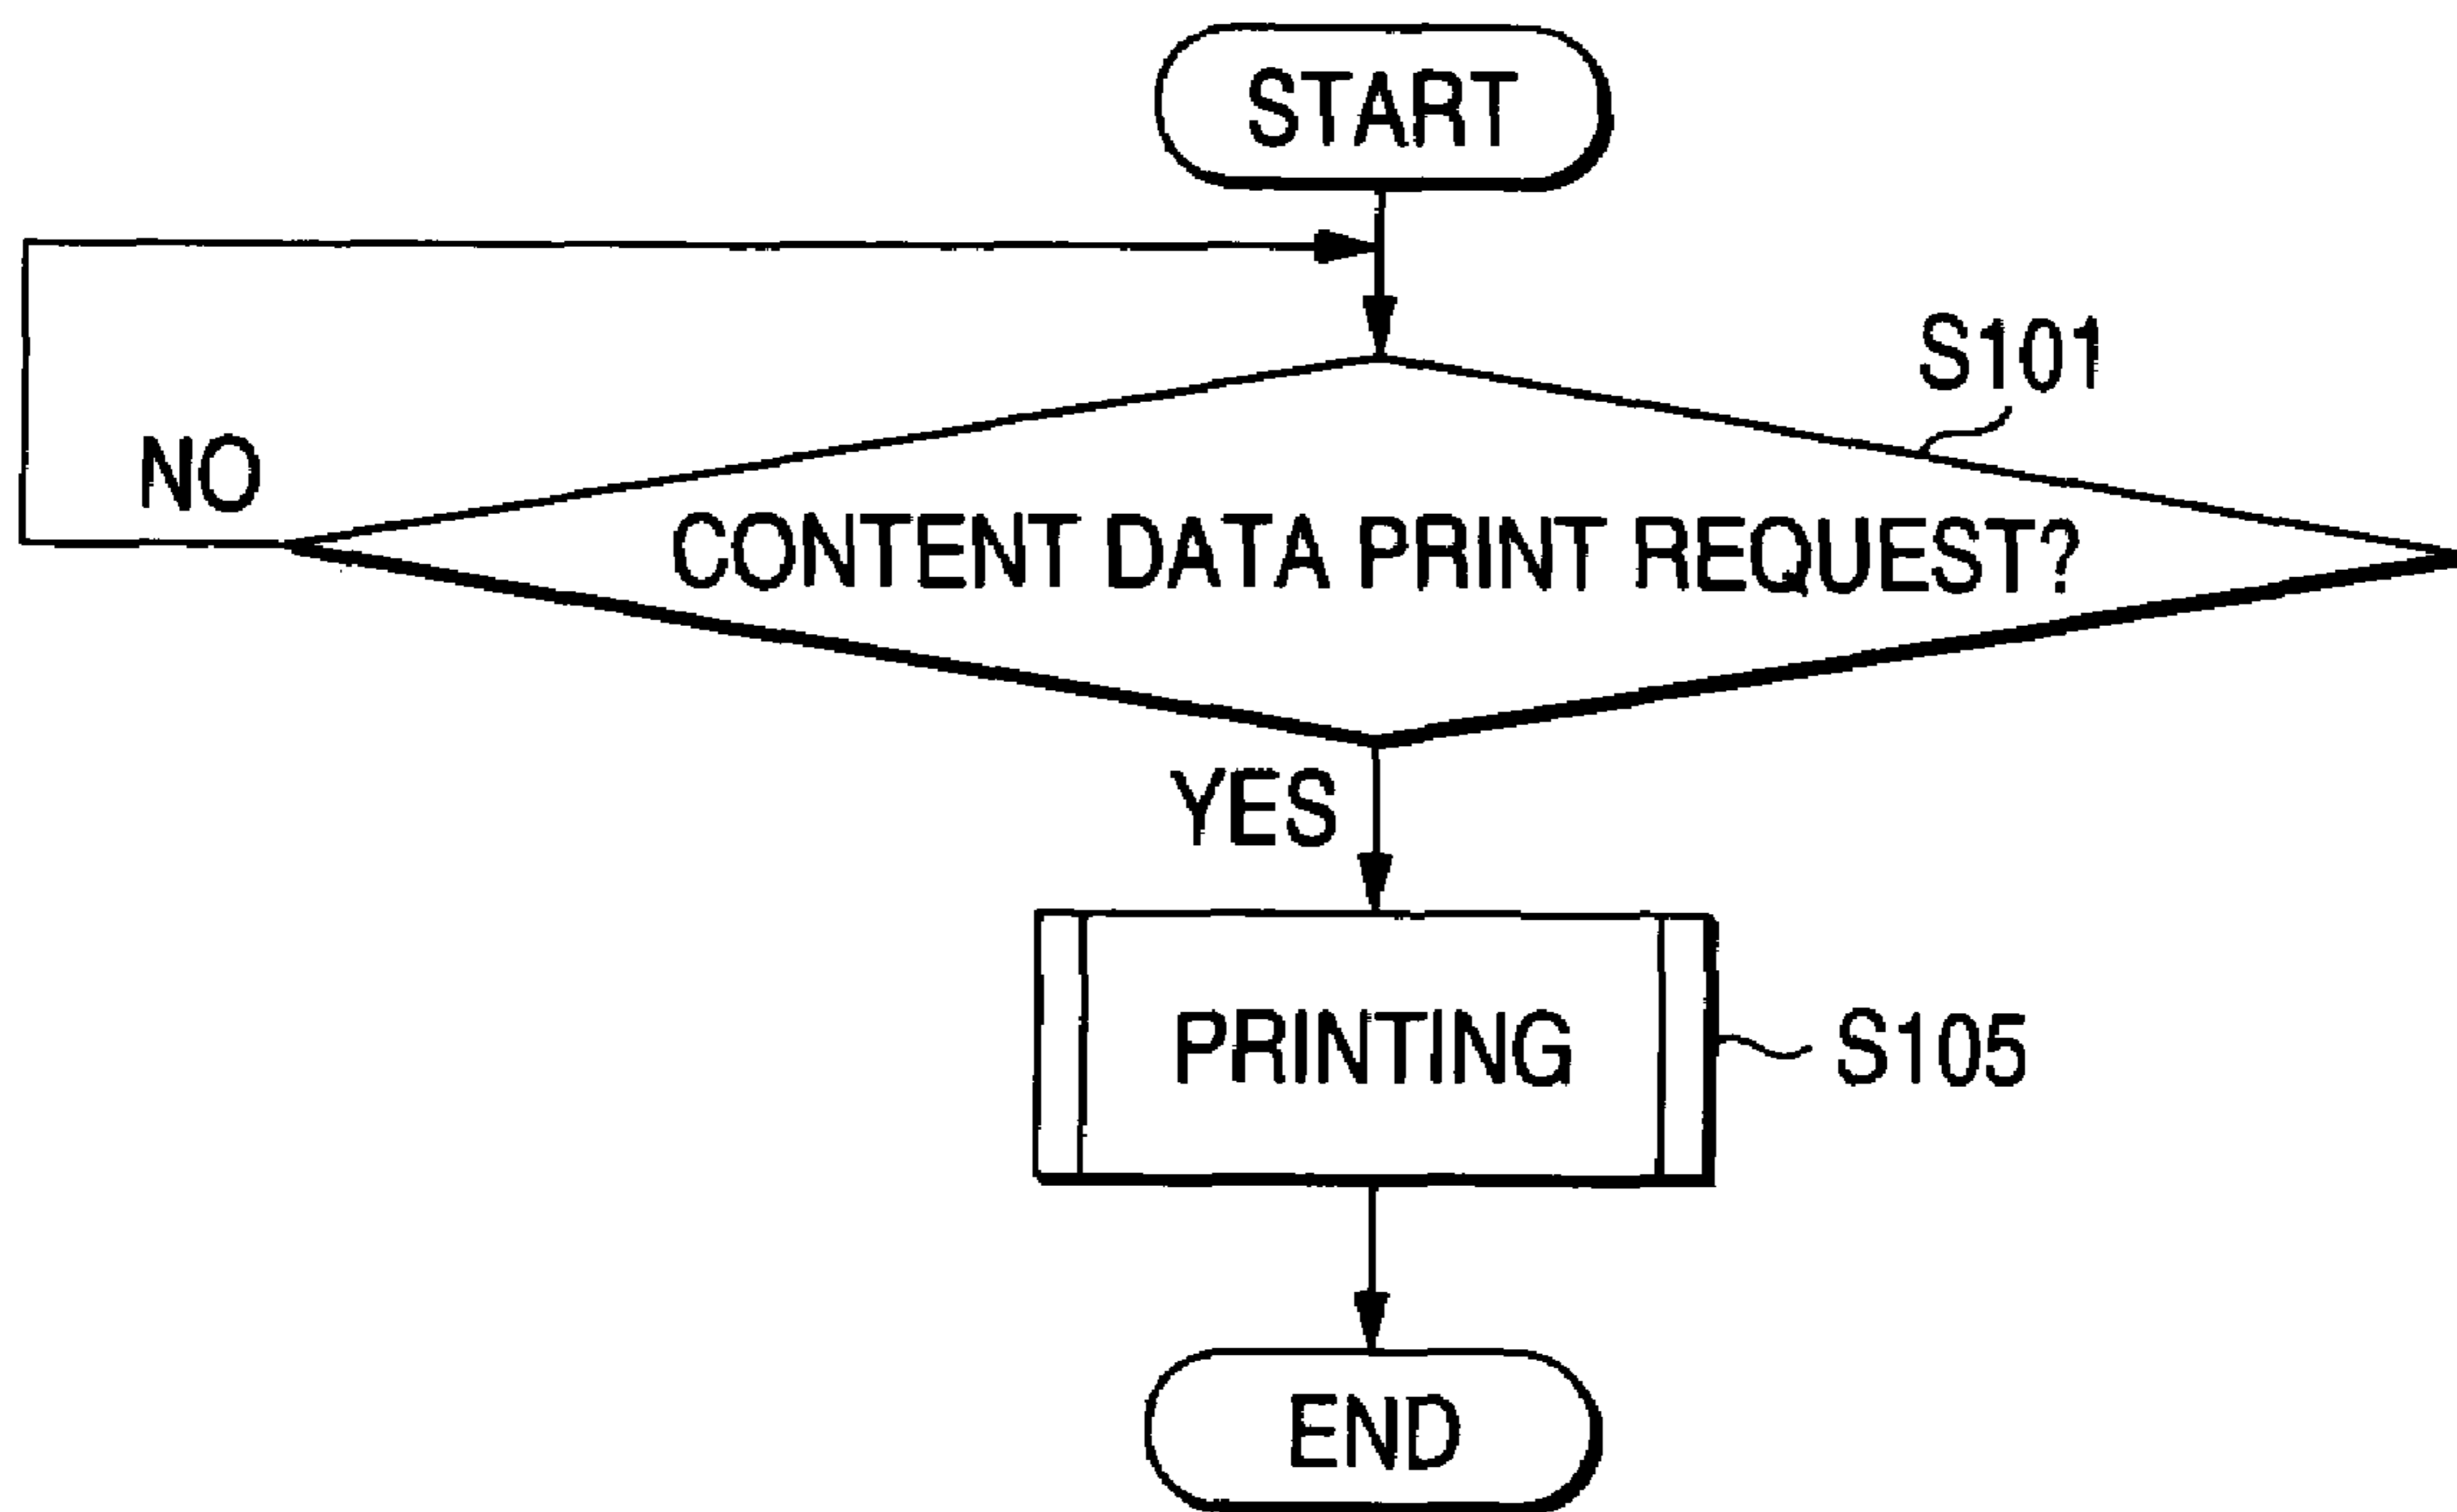 START
S101
NO
CONTENT DATA PRINT REQUEST?
YES
PRINTING
S105
END